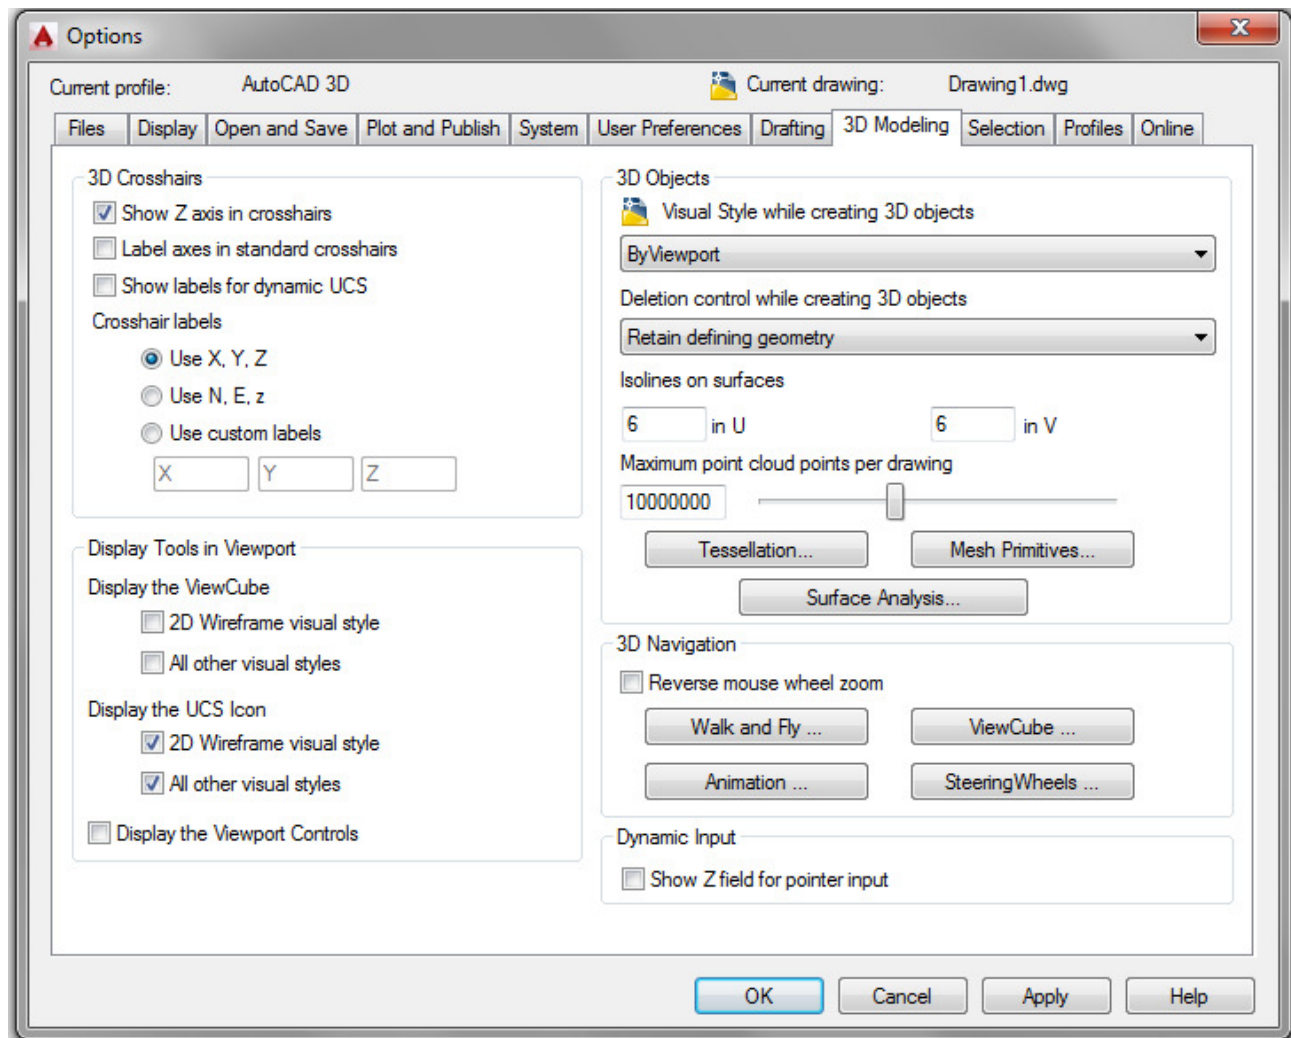 Options
Current profile: AutoCAD 3D Current drawing: Drawing1.dwg
Files Display Open and Save Plot and Publish System User Preferences Drafting 3D Modeling Selection Profiles Online
3D Crosshairs
Show Z axis in crosshairs
Label axes in standard crosshairs
Show labels for dynamic UCS
Crosshair labels
Use X, Y, Z
Use N, E, z
Use custom labels
X Y Z
Display Tools in Viewport
Display the ViewCube
2D Wireframe visual style
All other visual styles
Display the UCS Icon
2D Wireframe visual style
All other visual styles
Display the Viewport Controls
3D Objects
Visual Style while creating 3D objects
ByViewport
Deletion control while creating 3D objects
Retain defining geometry
Isolines on surfaces
6 in U 6 in V
Maximum point cloud points per drawing
10000000
Tessellation... Mesh Primitives...
Surface Analysis...
3D Navigation
Reverse mouse wheel zoom
Walk and Fly ... ViewCube ...
Animation ... SteeringWheels ...
Dynamic Input
Show Z field for pointer input
OK Cancel Apply Help